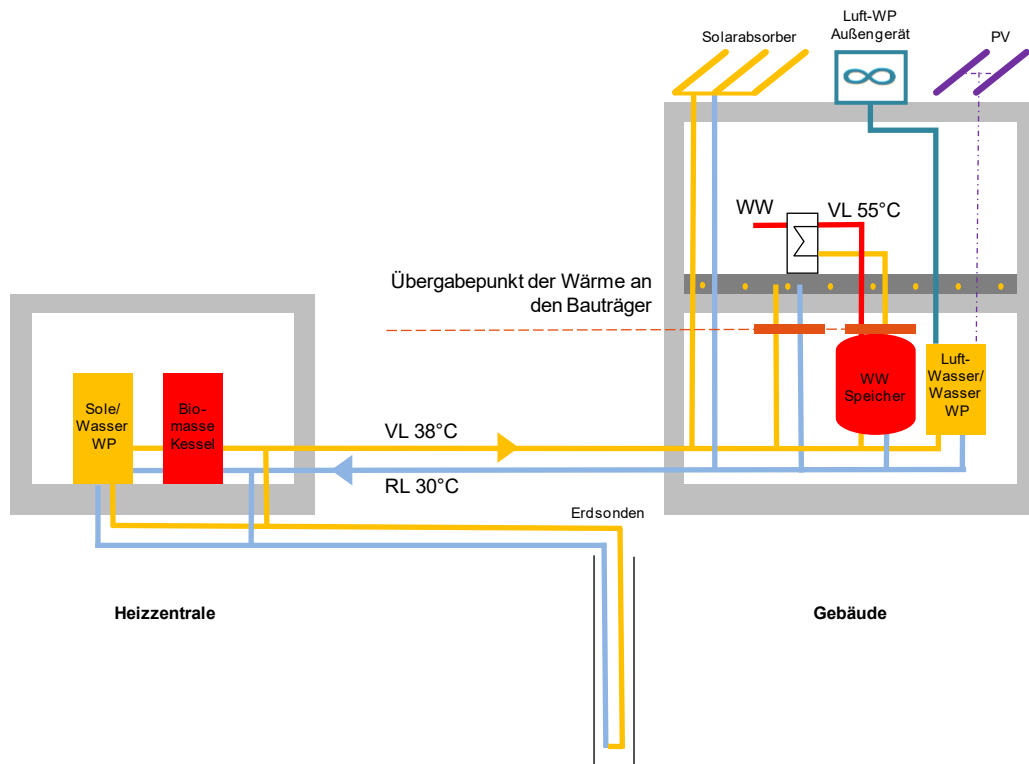 Solarabsorber
Luft-WP
Außengerät
PV
WW
VL 55°C
Übergabepunkt der Wärme an
den Bauträger
Sole/
Wasser
WP
Bio-
masse
Kessel
VL 38°C
RL 30°C
WW
Speicher
Luft-
Wasser/
Wasser
WP
Erdsonden
Heizzentrale
Gebäude